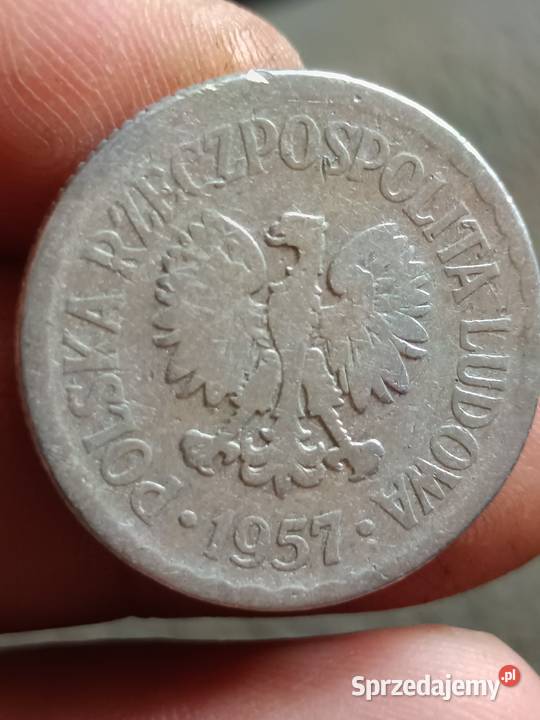 POLSKA RZECZPOSPOLITA LUDOWA
• 1957 •
Sprzedajemy.pl